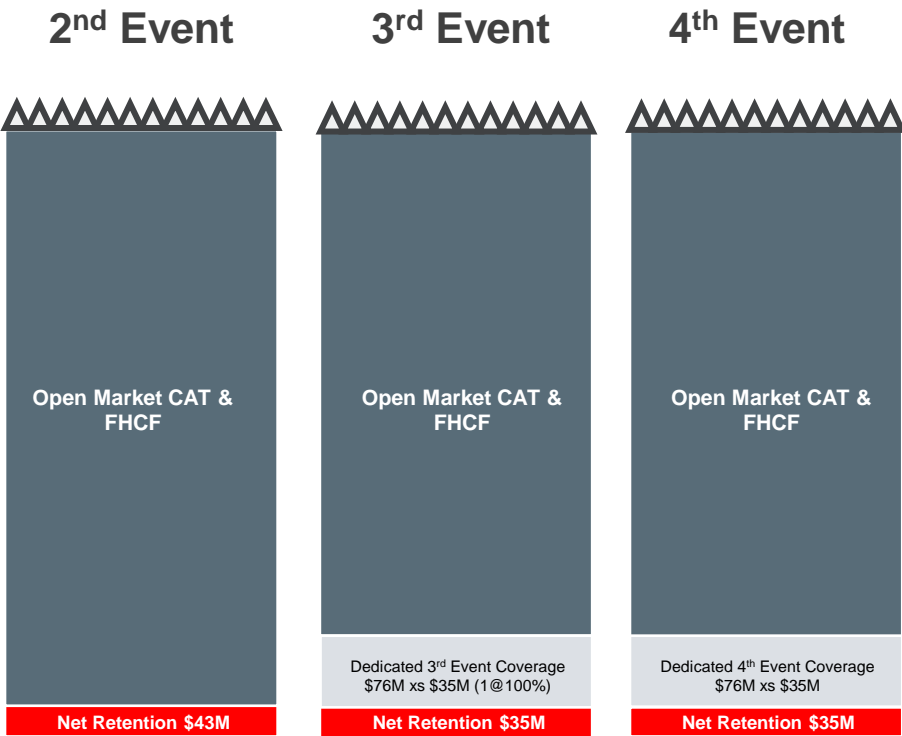 2nd Event
3rd Event
4th Event
Open Market CAT &
FHCF
Open Market CAT &
FHCF
Open Market CAT &
FHCF
Dedicated 3rd Event Coverage
$76M xs $35M (1@100%)
Dedicated 4th Event Coverage
$76M xs $35M
Net Retention $43M
Net Retention $35M
Net Retention $35M